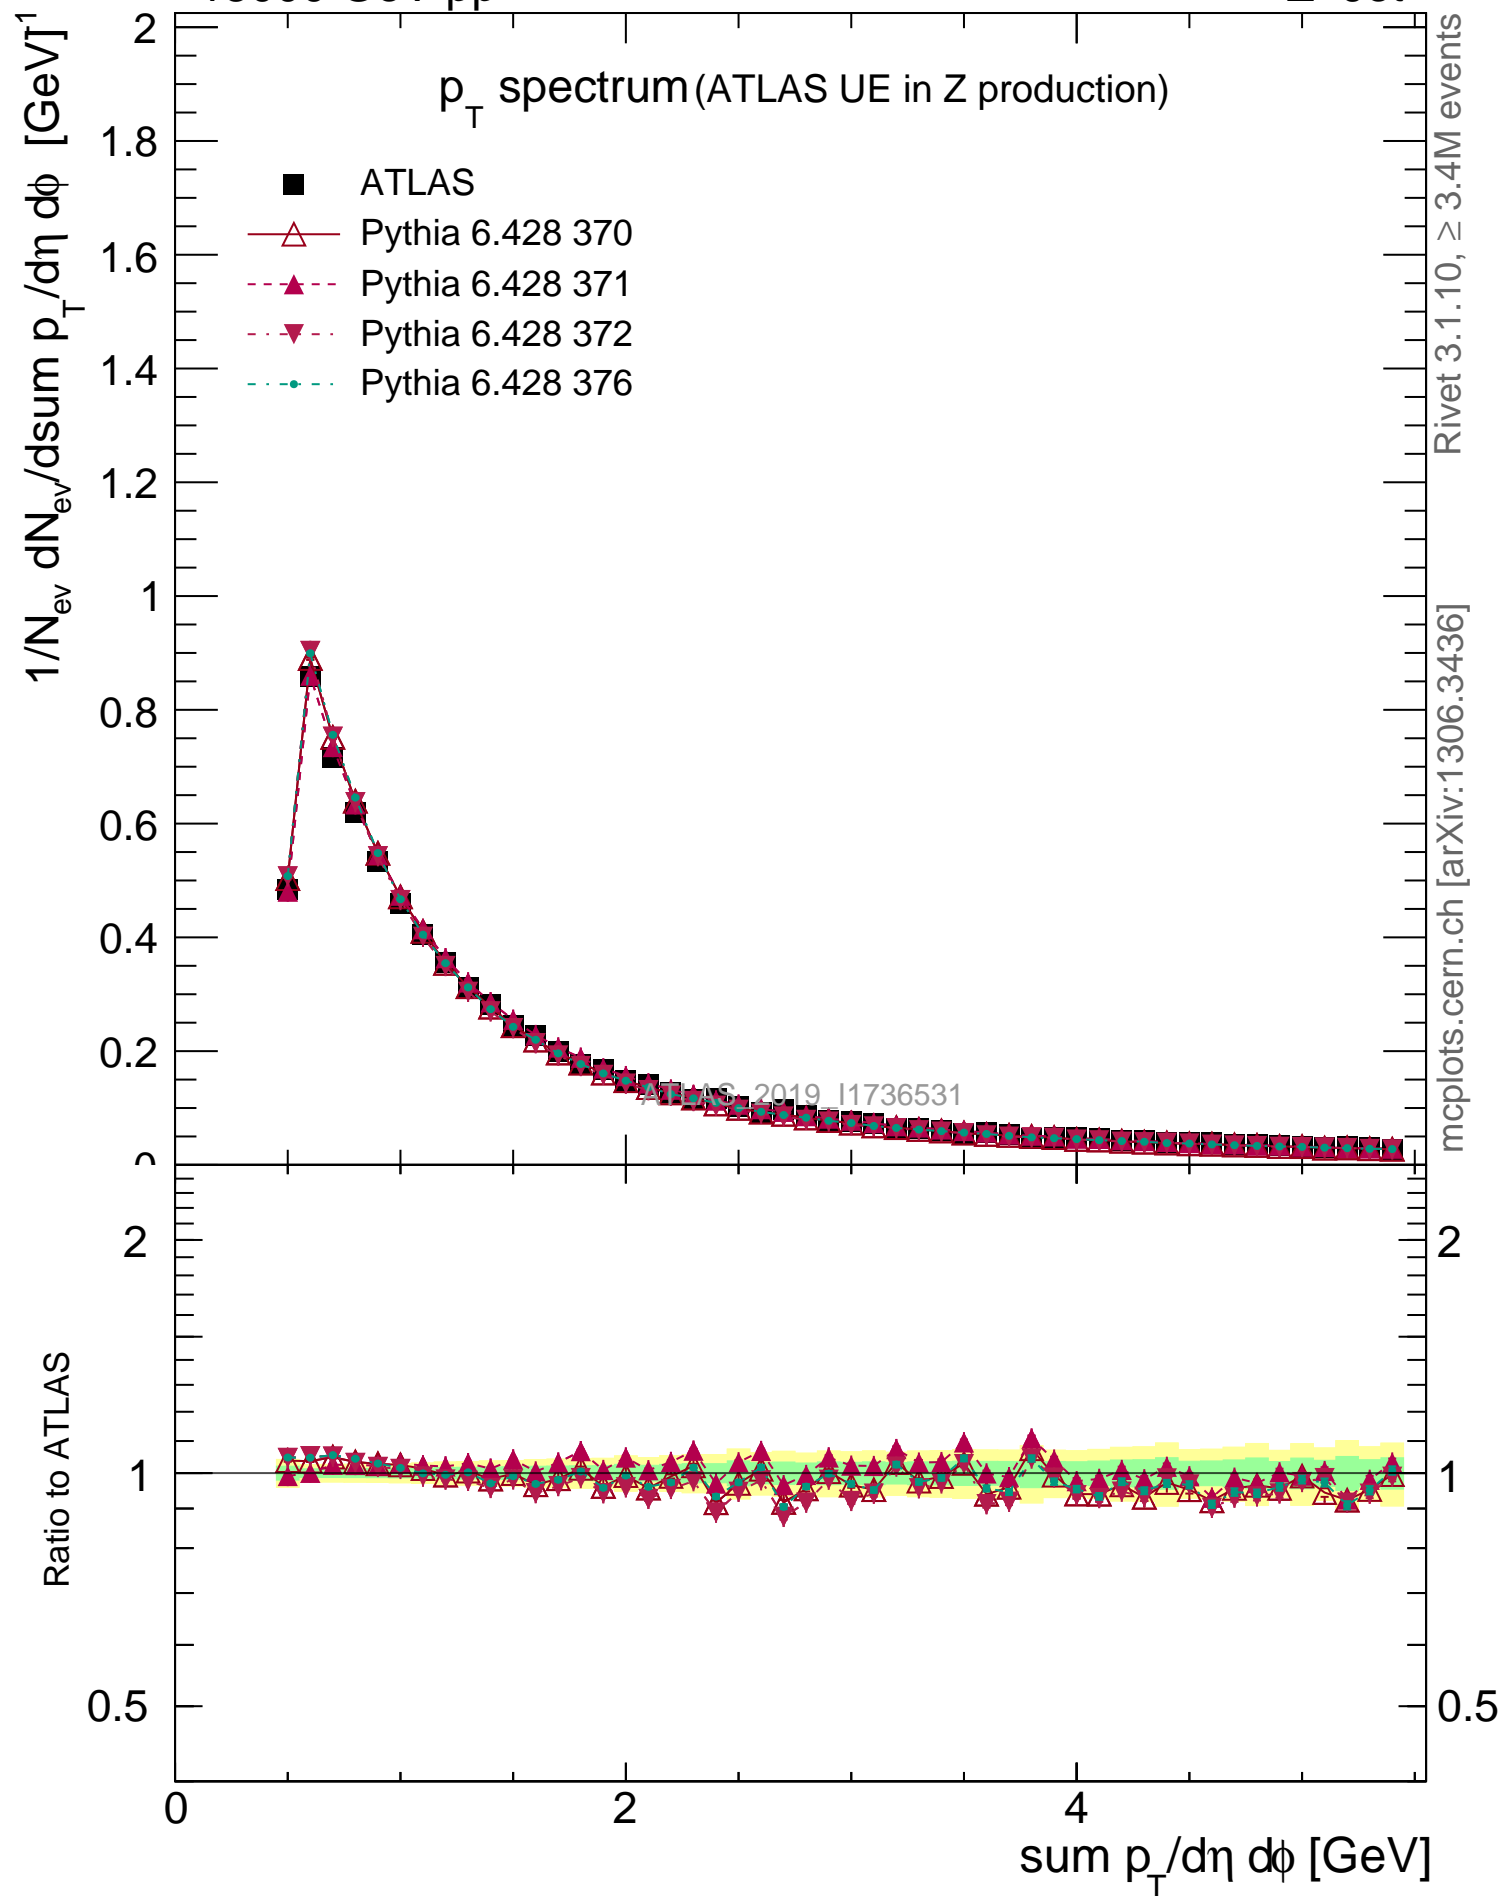 p_T spectrum (ATLAS UE in Z production)
ATLAS
Pythia 6.428 370
Pythia 6.428 371
Pythia 6.428 372
Pythia 6.428 376
1/N_ev dN_ev/dsum p_T/dη dϕ [GeV]^-1
2
1.8
1.6
1.4
1.2
1
0.8
0.6
0.4
0.2
0
ATLAS_2019_I1736531
Rivet 3.1.10, ≥ 3.4M events
mcplots.cern.ch [arXiv:1306.3436]
Ratio to ATLAS
2
1
0.5
2
1
0.5
0
2
4
sum p_T/dη dϕ [GeV]